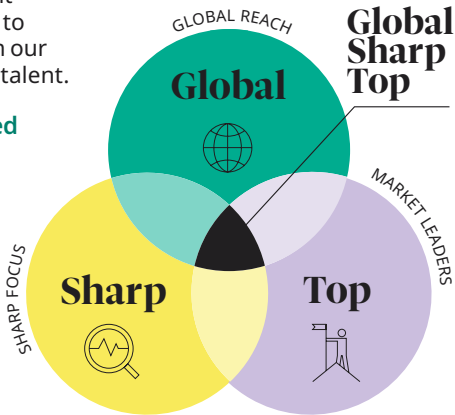 to
n our
talent.
ed
GLOBAL REACH
Global
Sharp
Top
Global
MARKET LEADERS
SHARP FOCUS
Sharp
Top